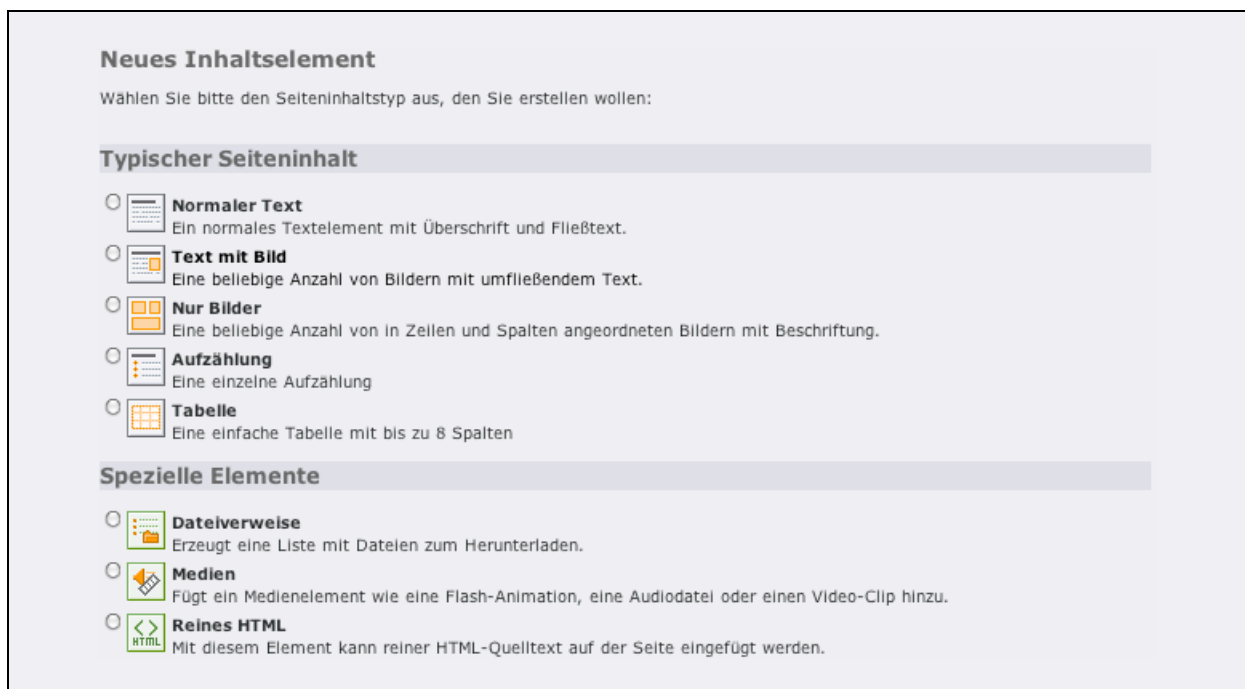 Neues Inhaltselement
Wählen Sie bitte den Seiteninhaltstyp aus, den Sie erstellen wollen:
Typischer Seiteninhalt
Normaler Text
Ein normales Textelement mit Überschrift und Fließtext.
Text mit Bild
Eine beliebige Anzahl von Bildern mit umfließendem Text.
Nur Bilder
Eine beliebige Anzahl von in Zeilen und Spalten angeordneten Bildern mit Beschriftung.
Aufzählung
Eine einzelne Aufzählung
Tabelle
Eine einfache Tabelle mit bis zu 8 Spalten
Spezielle Elemente
Dateiverweise
Erzeugt eine Liste mit Dateien zum Herunterladen.
Medien
Fügt ein Medienelement wie eine Flash-Animation, eine Audiodatei oder einen Video-Clip hinzu.
Reines HTML
HTML
Mit diesem Element kann reiner HTML-Quelltext auf der Seite eingefügt werden.